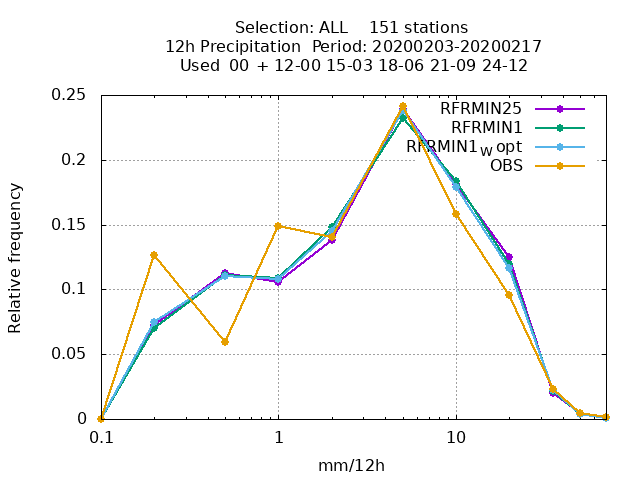 Selection: ALL    151 stations
12h Precipitation  Period: 20200203-20200217
Used  00 + 12-00 15-03 18-06 21-09 24-12
0.25
RFRMIN25
RFRMIN1
RFRMIN1W opt
OBS
0.2
0.15
0.1
0.05
0
Relative frequency
0.1
1
10
mm/12h